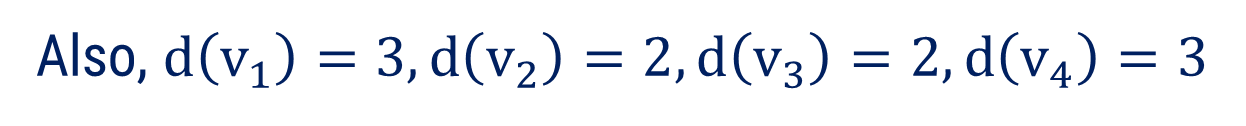 Also, d(v₁) = 3, d(v₂) = 2, d(v₃) = 2, d(v₄) = 3